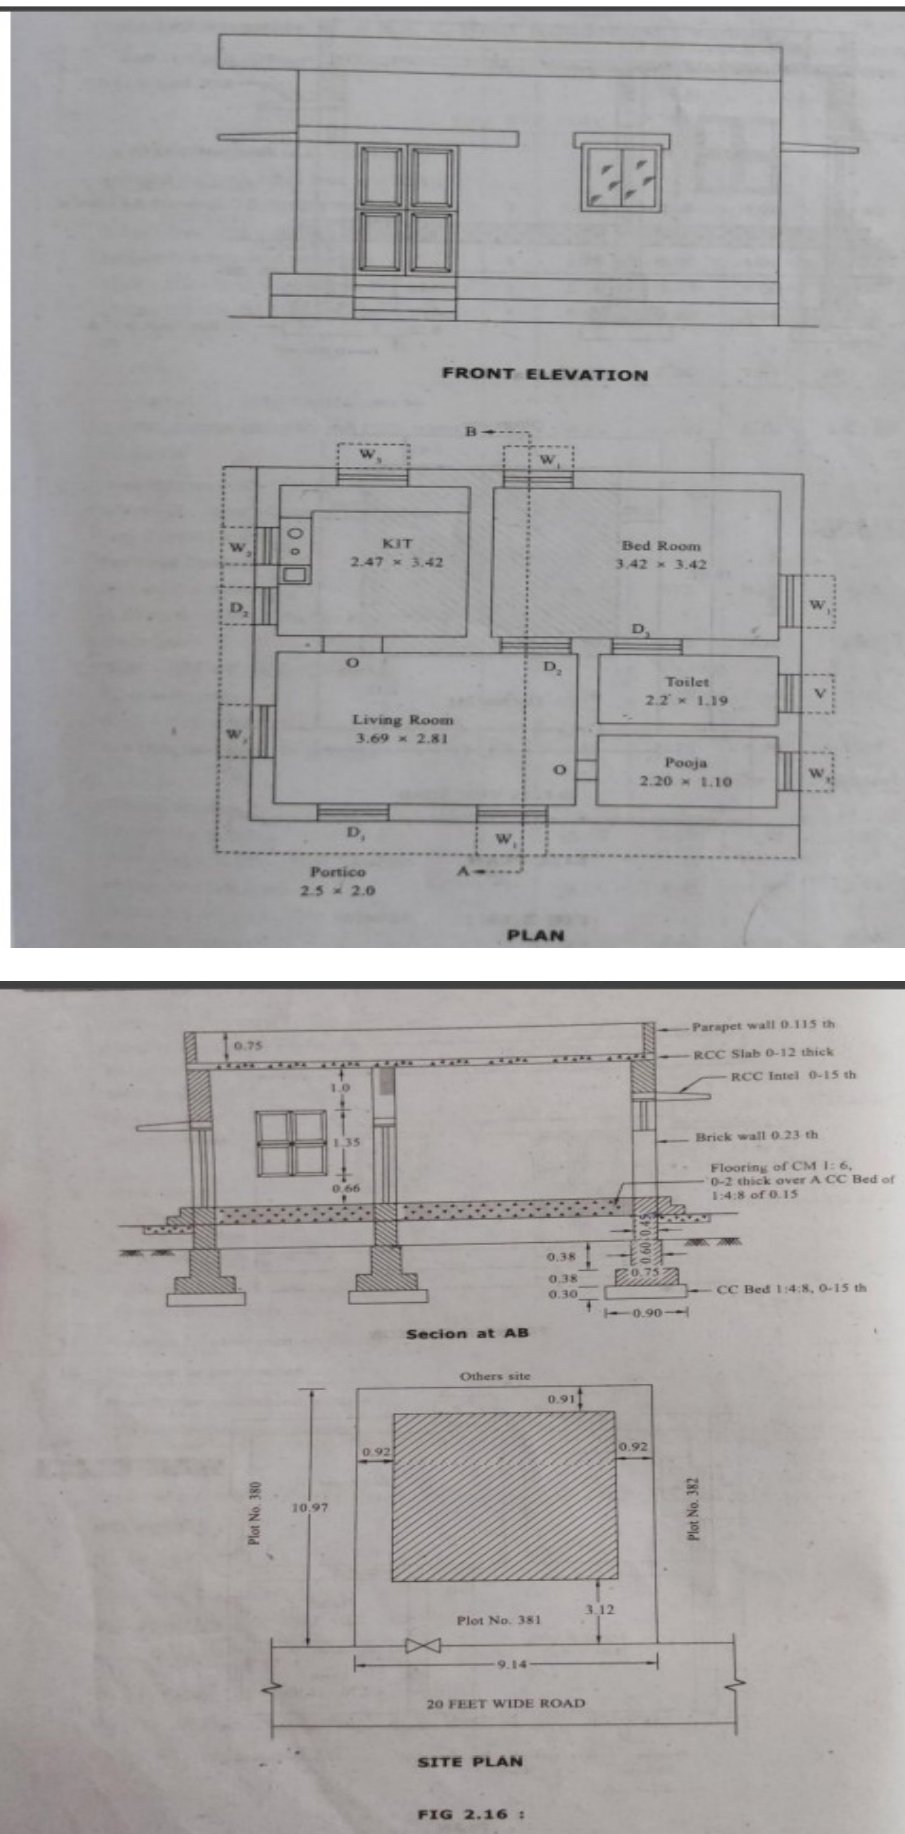 FRONT ELEVATION
B
W₃
W₁
W₂
KIT
2.47 × 3.42
Bed Room
3.42 × 3.42
D₂
W₁
D₃
O
D₂
Toilet
2.2 × 1.19
V
W₁
Living Room
3.69 × 2.81
O
Pooja
2.20 × 1.10
D₁
W₁
Portico
2.5 × 2.0
A
PLAN
Parapet wall 0.115 th
0.75
RCC Slab 0-12 thick
RCC Intel 0-15 th
1.0
1.35
Brick wall 0.23 th
0.66
Flooring of CM 1: 6,
0-2 thick over A CC Bed of
1:4:8 of 0.15
0.45
0.60
0.38
0.75
0.38
0.30
CC Bed 1:4:8, 0-15 th
0.90
Secion at AB
Others site
0.91
0.92
0.92
Plot No. 380
10.97
Plot No. 382
3.12
Plot No. 381
9.14
20 FEET WIDE ROAD
SITE PLAN
FIG 2.16 :